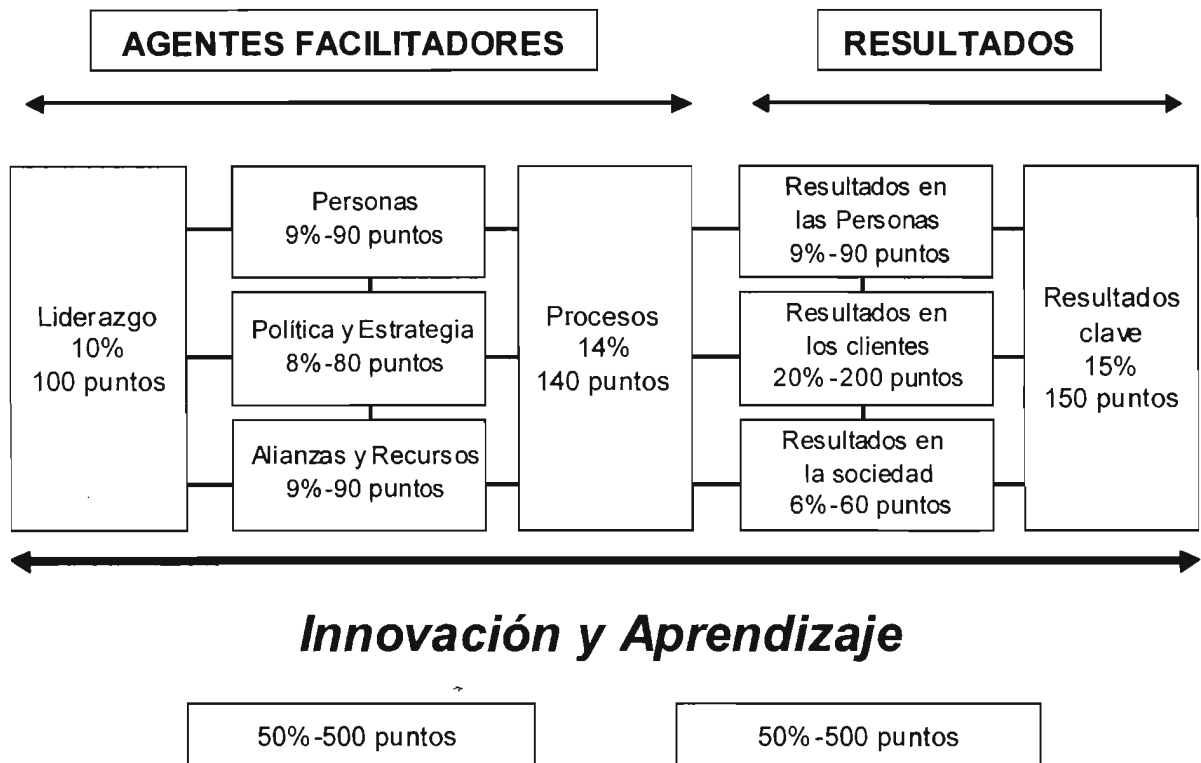 AGENTES FACILITADORES
RESULTADOS
Liderazgo
10%
100 puntos
Personas
9%-90 puntos
Política y Estrategia
8%-80 puntos
Alianzas y Recursos
9%-90 puntos
Procesos
14%
140 puntos
Resultados en
las Personas
9%-90 puntos
Resultados en
los clientes
20%-200 puntos
Resultados en
la sociedad
6%-60 puntos
Resultados
clave
15%
150 puntos
Innovación y Aprendizaje
50%-500 puntos
50%-500 puntos